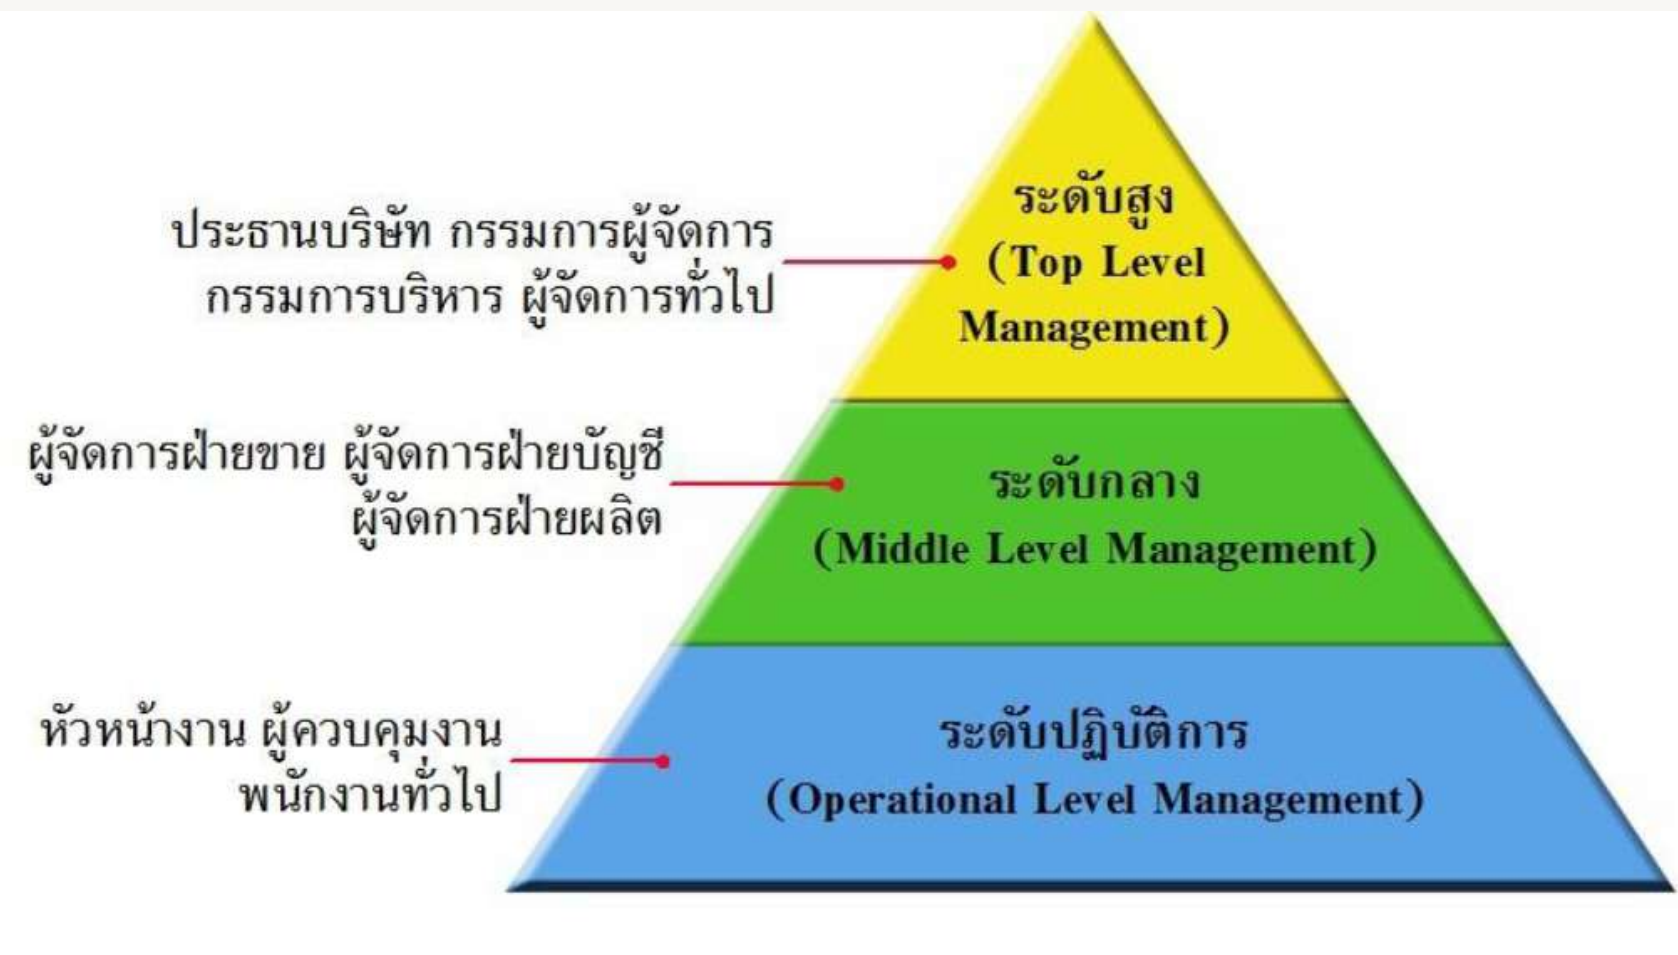 ประธานบริษัท กรรมการผู้จัดการ
กรรมการบริหาร ผู้จัดการทั่วไป
ระดับสูง
(Top Level
Management)
ผู้จัดการฝ่ายขาย ผู้จัดการฝ่ายบัญชี
ผู้จัดการฝ่ายผลิต
ระดับกลาง
(Middle Level Management)
หัวหน้างาน ผู้ควบคุมงาน
พนักงานทั่วไป
ระดับปฏิบัติการ
(Operational Level Management)